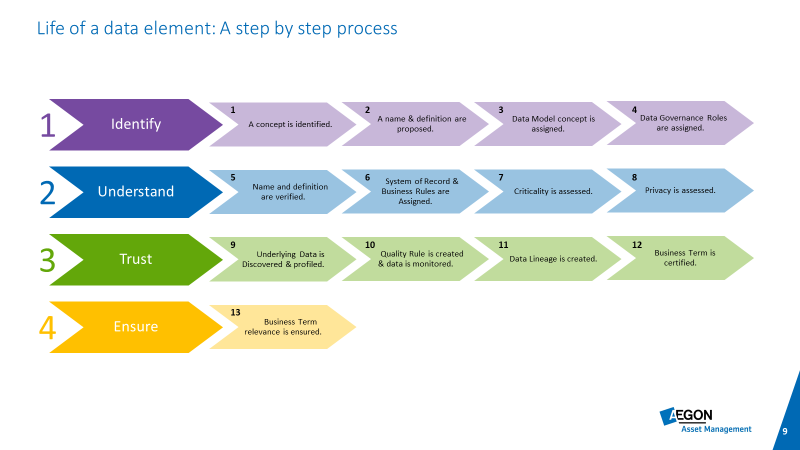 Life of a data element: A step by step process
1
Identify
1
A concept is identified.
2
A name & definition are
proposed.
3
Data Model concept is
assigned.
4
Data Governance Roles
are assigned.
2
Understand
5
Name and definition
are verified.
6
System of Record &
Business Rules are
Assigned.
7
Criticality is assessed.
8
Privacy is assessed.
3
Trust
9
Underlying Data is
Discovered & profiled.
10
Quality Rule is created
& data is monitored.
11
Data Lineage is created.
12
Business Term is
certified.
4
Ensure
13
Business Term
relevance is ensured.
AEGON
Asset Management
9